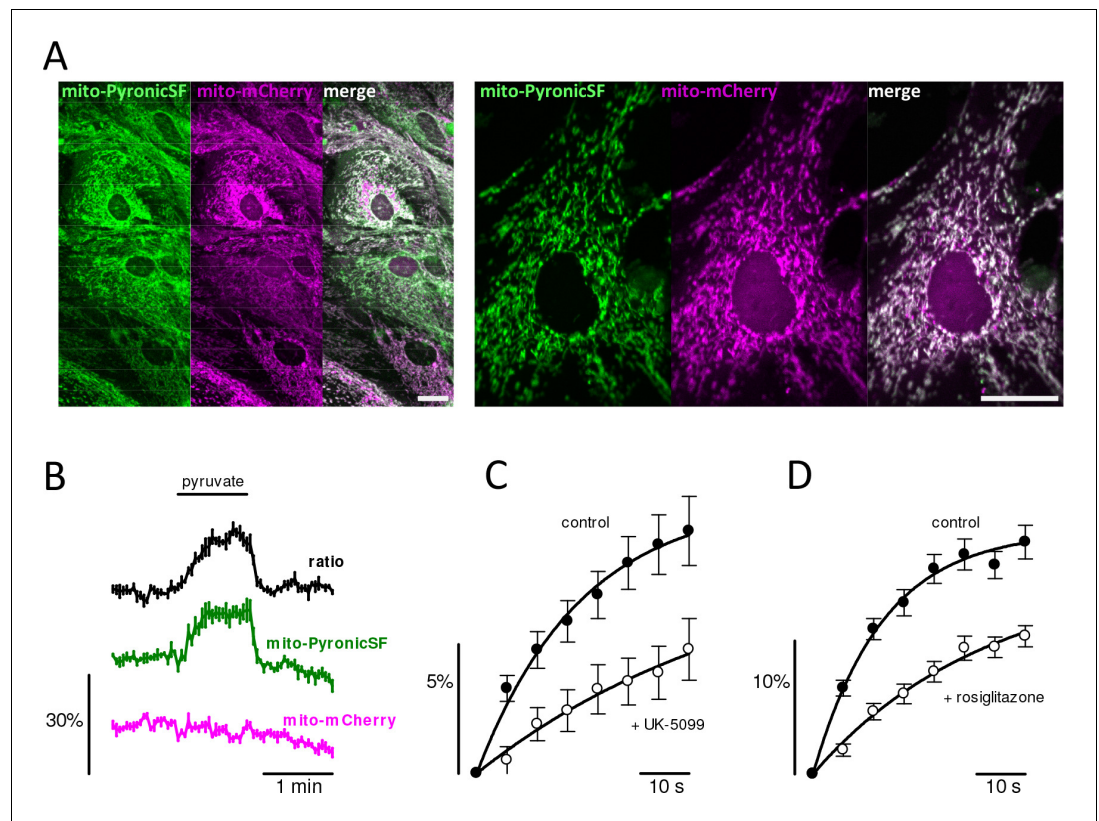 A
mito-PyronicSF mito-mCherry merge
mito-PyronicSF mito-mCherry merge
B
pyruvate
ratio
mito-PyronicSF
mito-mCherry
30%
1 min
C
control
5%
+ UK-5099
10 s
D
control
10%
+ rosiglitazone
10 s